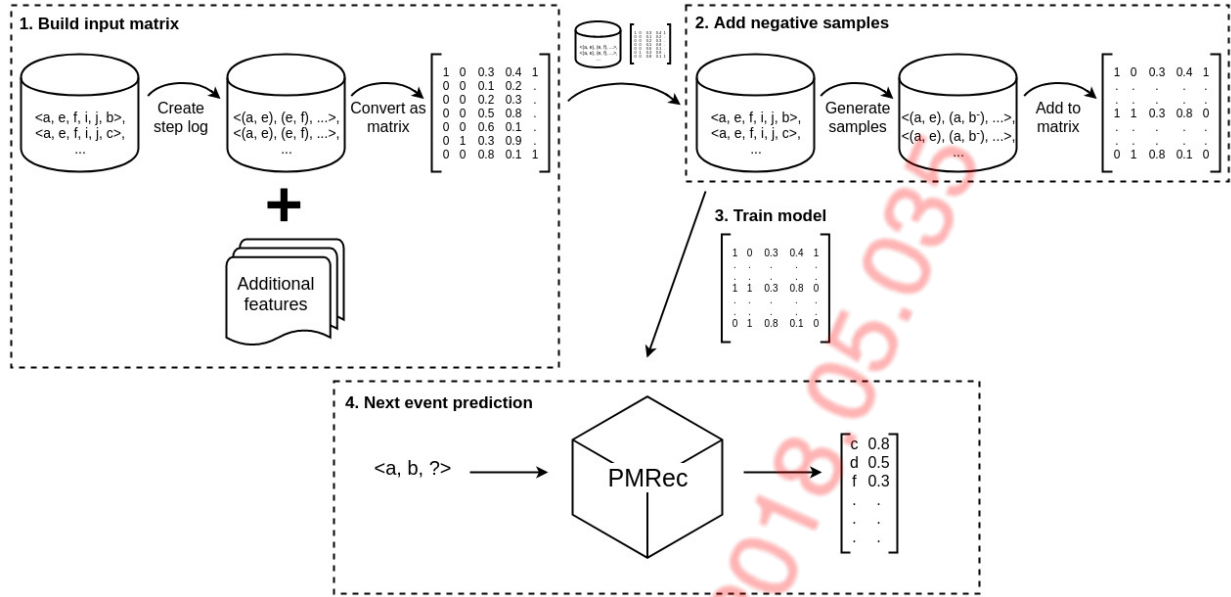 1. Build input matrix
<a, e, f, i, j, b>,
<a, e, f, i, j, c>,
...
Create
step log
<(a, e), (e, f), ...>,
<(a, e), (e, f), ...>,
...
Convert as
matrix
1 0 0.3 0.4 1
0 0 0.1 0.2 .
0 0 0.2 0.3 .
0 0 0.5 0.8 .
0 0 0.6 0.1 .
0 1 0.3 0.9 .
0 0 0.8 0.1 1
+
Additional
features
<(a, e), (e, f), ...>,
<(a, e), (e, f), ...>,
...
2. Add negative samples
<a, e, f, i, j, b>,
<a, e, f, i, j, c>,
...
Generate
samples
<(a, e), (a, b⁻), ...>,
<(a, e), (a, b⁻), ...>,
...
Add to
matrix
1 0 0.3 0.4 1
. . . . .
. . . . .
1 1 0.3 0.8 0
. . . . .
. . . . .
0 1 0.8 0.1 0
3. Train model
1 0 0.3 0.4 1
. . . . .
. . . . .
1 1 0.3 0.8 0
. . . . .
. . . . .
0 1 0.8 0.1 0
4. Next event prediction
<a, b, ?>
PMRec
c 0.8
d 0.5
f 0.3
. .
. .
. .
018.05.035